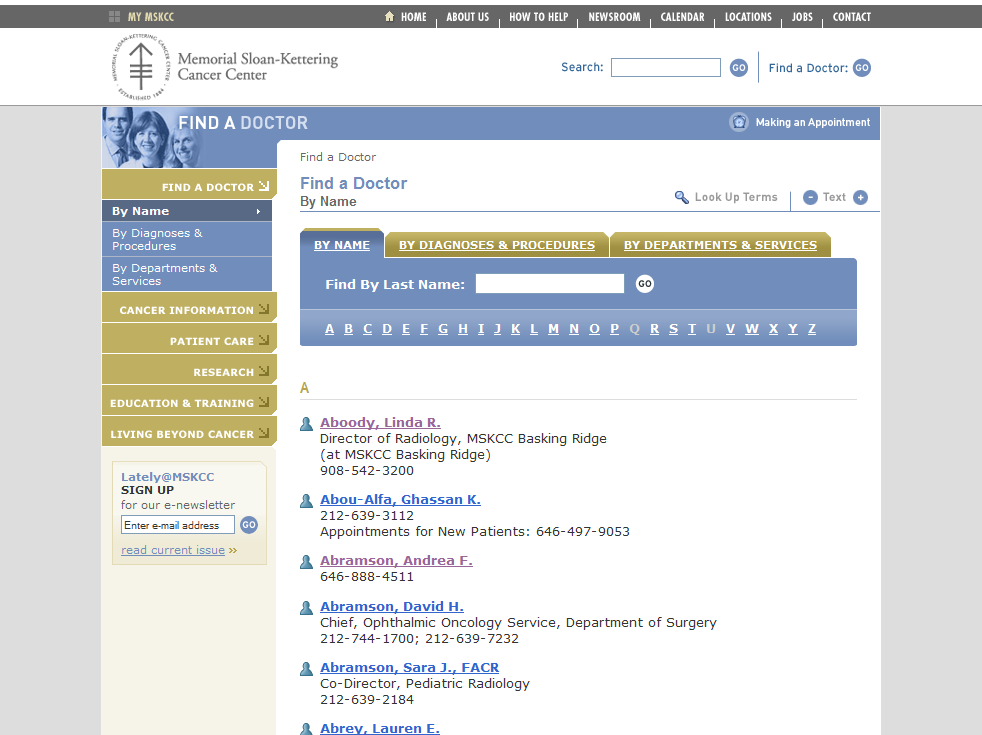 MY MSKCC
HOME
ABOUT US
HOW TO HELP
NEWSROOM
CALENDAR
LOCATIONS
JOBS
CONTACT
MEMORIAL SLOAN-KETTERING CANCER CENTER
ESTABLISHED 1884
Memorial Sloan-Kettering
Cancer Center
Search:
GO
Find a Doctor: GO
FIND A DOCTOR
Making an Appointment
FIND A DOCTOR
By Name
By Diagnoses &
Procedures
By Departments &
Services
CANCER INFORMATION
PATIENT CARE
RESEARCH
EDUCATION & TRAINING
LIVING BEYOND CANCER
Lately@MSKCC
SIGN UP
for our e-newsletter
Enter e-mail address GO
read current issue »
Find a Doctor
Find a Doctor
By Name
Look Up Terms
- Text +
BY NAME
BY DIAGNOSES & PROCEDURES
BY DEPARTMENTS & SERVICES
Find By Last Name: GO
A B C D E F G H I J K L M N O P Q R S T U V W X Y Z
A
Aboody, Linda R.
Director of Radiology, MSKCC Basking Ridge
(at MSKCC Basking Ridge)
908-542-3200
Abou-Alfa, Ghassan K.
212-639-3112
Appointments for New Patients: 646-497-9053
Abramson, Andrea F.
646-888-4511
Abramson, David H.
Chief, Ophthalmic Oncology Service, Department of Surgery
212-744-1700; 212-639-7232
Abramson, Sara J., FACR
Co-Director, Pediatric Radiology
212-639-2184
Abrey, Lauren E.